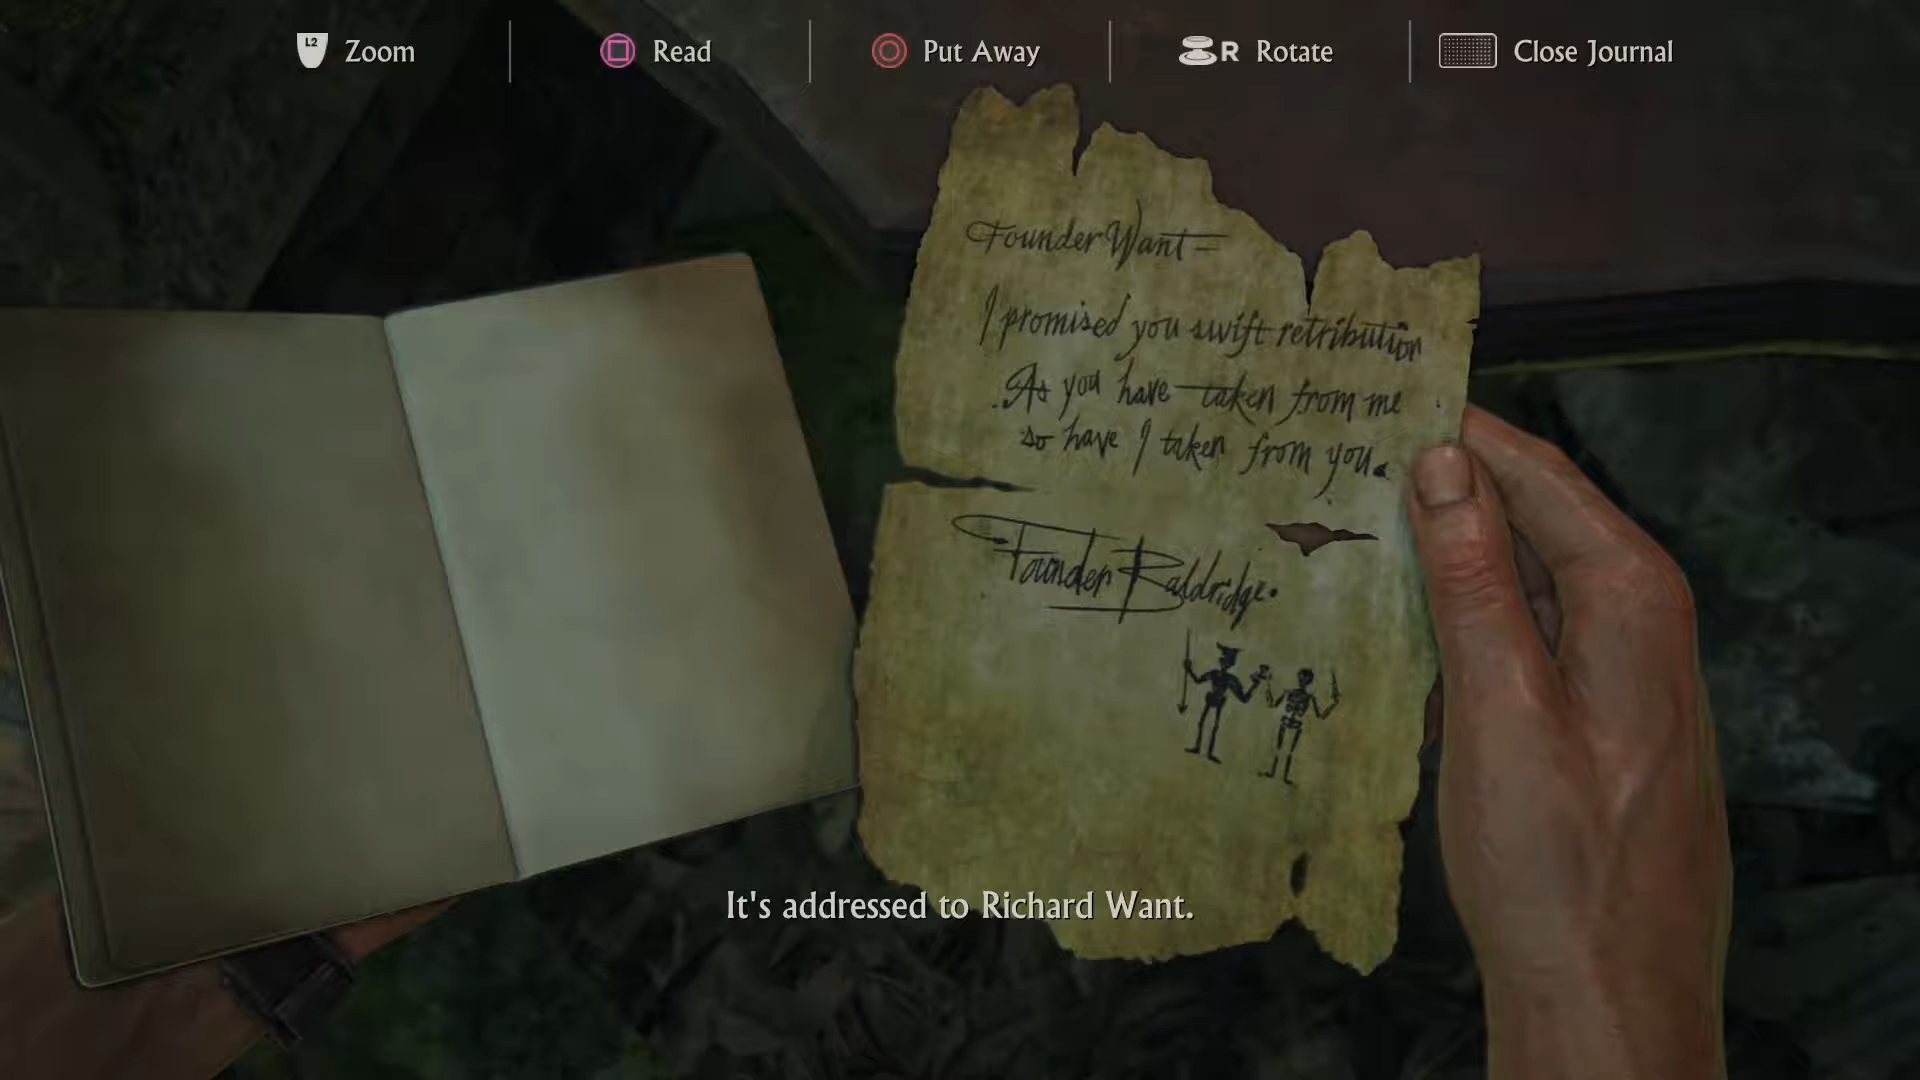 L2 Zoom
Read
Put Away
R Rotate
Close Journal
Founder Want
I promised you swift retribution
As you have taken from me
so have I taken from you.
Founder Baldridge.
It's addressed to Richard Want.